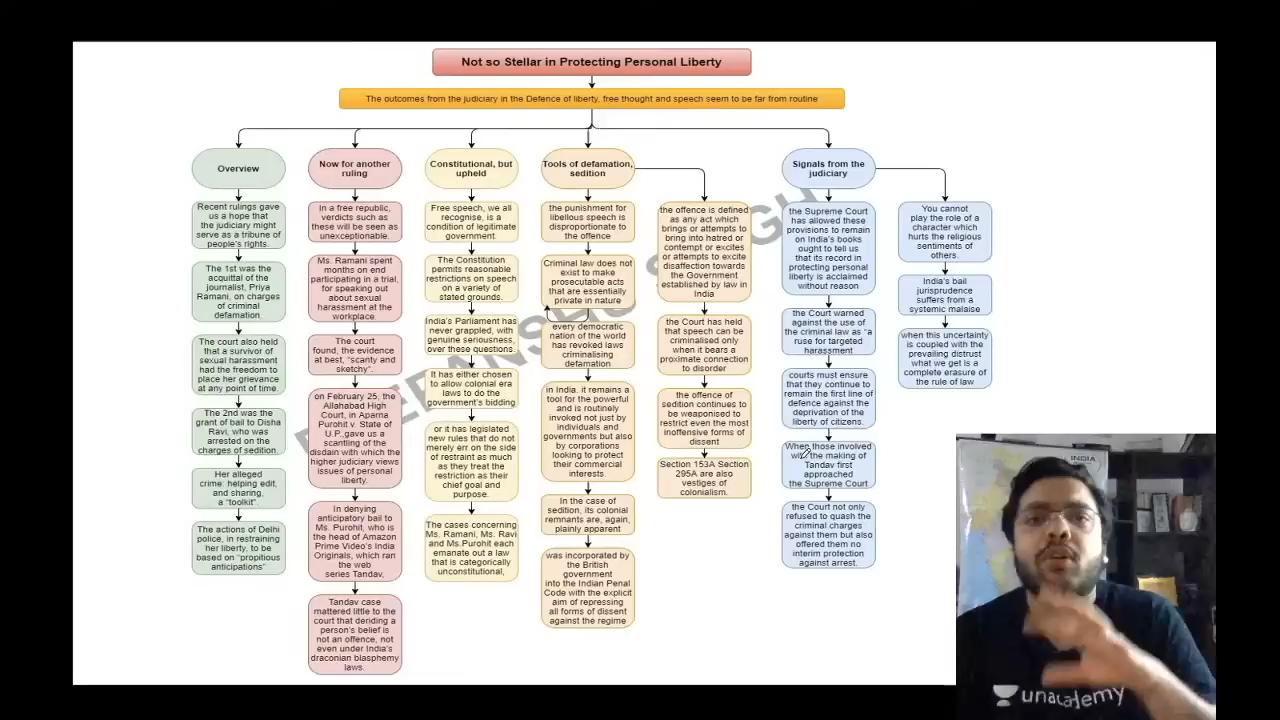 Not so Stellar in Protecting Personal Liberty
The outcomes from the judiciary in the Defence of liberty, free thought and speech seem to be far from routine
Overview
Recent rulings gave
us a hope that
the judiciary might
serve as a tribune of
people's rights.
The 1st was the
acquittal of the
journalist, Priya
Ramani, on charges
of criminal
defamation.
The court also held
that a survivor of
sexual harassment
had the freedom to
place her grievance
at any point of time.
The 2nd was the
grant of bail to Disha
Ravi, who was
arrested on the
charges of sedition.
Her alleged
crime: helping edit,
and sharing,
a "toolkit".
The actions of Delhi
police, in restraining
her liberty, to be
based on "propitious
anticipations"
Now for another
ruling
In a free republic,
verdicts such as
these will be seen as
unexceptionable.
Ms. Ramani spent
months on end
participating in a trial,
for speaking out
about sexual
harassment at the
workplace.
The court
found, the evidence
at best, "scanty and
sketchy".
on February 25, the
Allahabad High
Court, in Aparna
Purohit v. State of
U.P.,gave us a
scantling of the
disdain with which the
higher judiciary views
issues of personal
liberty.
In denying
anticipatory bail to
Ms. Purohit, who is
the head of Amazon
Prime Video's India
Originals, which ran
the web
series Tandav,
Tandav case
mattered little to the
court that deriding a
person's belief is
not an offence, not
even under India's
draconian blasphemy
laws.
Constitutional, but
upheld
Free speech, we all
recognise, is a
condition of legitimate
government.
The Constitution
permits reasonable
restrictions on speech
on a variety of
stated grounds.
India's Parliament has
never grappled, with
genuine seriousness,
over these questions.
It has either chosen
to allow colonial era
laws to do the
government's bidding
or it has legislated
new rules that do not
merely err on the side
of restraint as much
as they treat the
restriction as their
chief goal and
purpose.
The cases concerning
Ms. Ramani, Ms. Ravi
and Ms.Purohit each
emanate out a law
that is categorically
unconstitutional,
Tools of defamation,
sedition
the punishment for
libellous speech is
disproportionate to
the offence
Criminal law does not
exist to make
prosecutable acts
that are essentially
private in nature
every democratic
nation of the world
has revoked laws
criminalising
defamation
in India. it remains a
tool for the powerful
and is routinely
invoked not just by
individuals and
governments but also
by corporations
looking to protect
their commercial
interests.
In the case of
sedition, its colonial
remnants are, again,
plainly apparent
was incorporated by
the British
government
into the Indian Penal
Code with the explicit
aim of repressing
all forms of dissent
against the regime
the offence is defined
as any act which
brings or attempts to
bring into hatred or
contempt or excites
or attempts to excite
disaffection towards
the Government
established by law in
India
the Court has held
that speech can be
criminalised only
when it bears a
proximate connection
to disorder
the offence of
sedition continues to
be weaponised to
restrict even the most
inoffensive forms of
dissent
Section 153A Section
295A are also
vestiges of
colonialism.
Signals from the
judiciary
the Supreme Court
has allowed these
provisions to remain
on India's books
ought to tell us
that its record in
protecting personal
liberty is acclaimed
without reason
the Court warned
against the use of
the criminal law as "a
ruse for targeted
harassment
courts must ensure
that they continue to
remain the first line of
defence against the
deprivation of the
liberty of citizens.
When those involved
with the making of
Tandav first
approached
the Supreme Court
the Court not only
refused to quash the
criminal charges
against them but also
offered them no
interim protection
against arrest.
You cannot
play the role of a
character which
hurts the religious
sentiments of
others.
India's bail
jurisprudence
suffers from a
systemic malaise
when this uncertainty
is coupled with the
prevailing distrust
what we get is a
complete erasure of
the rule of law
INDIA
unacademy